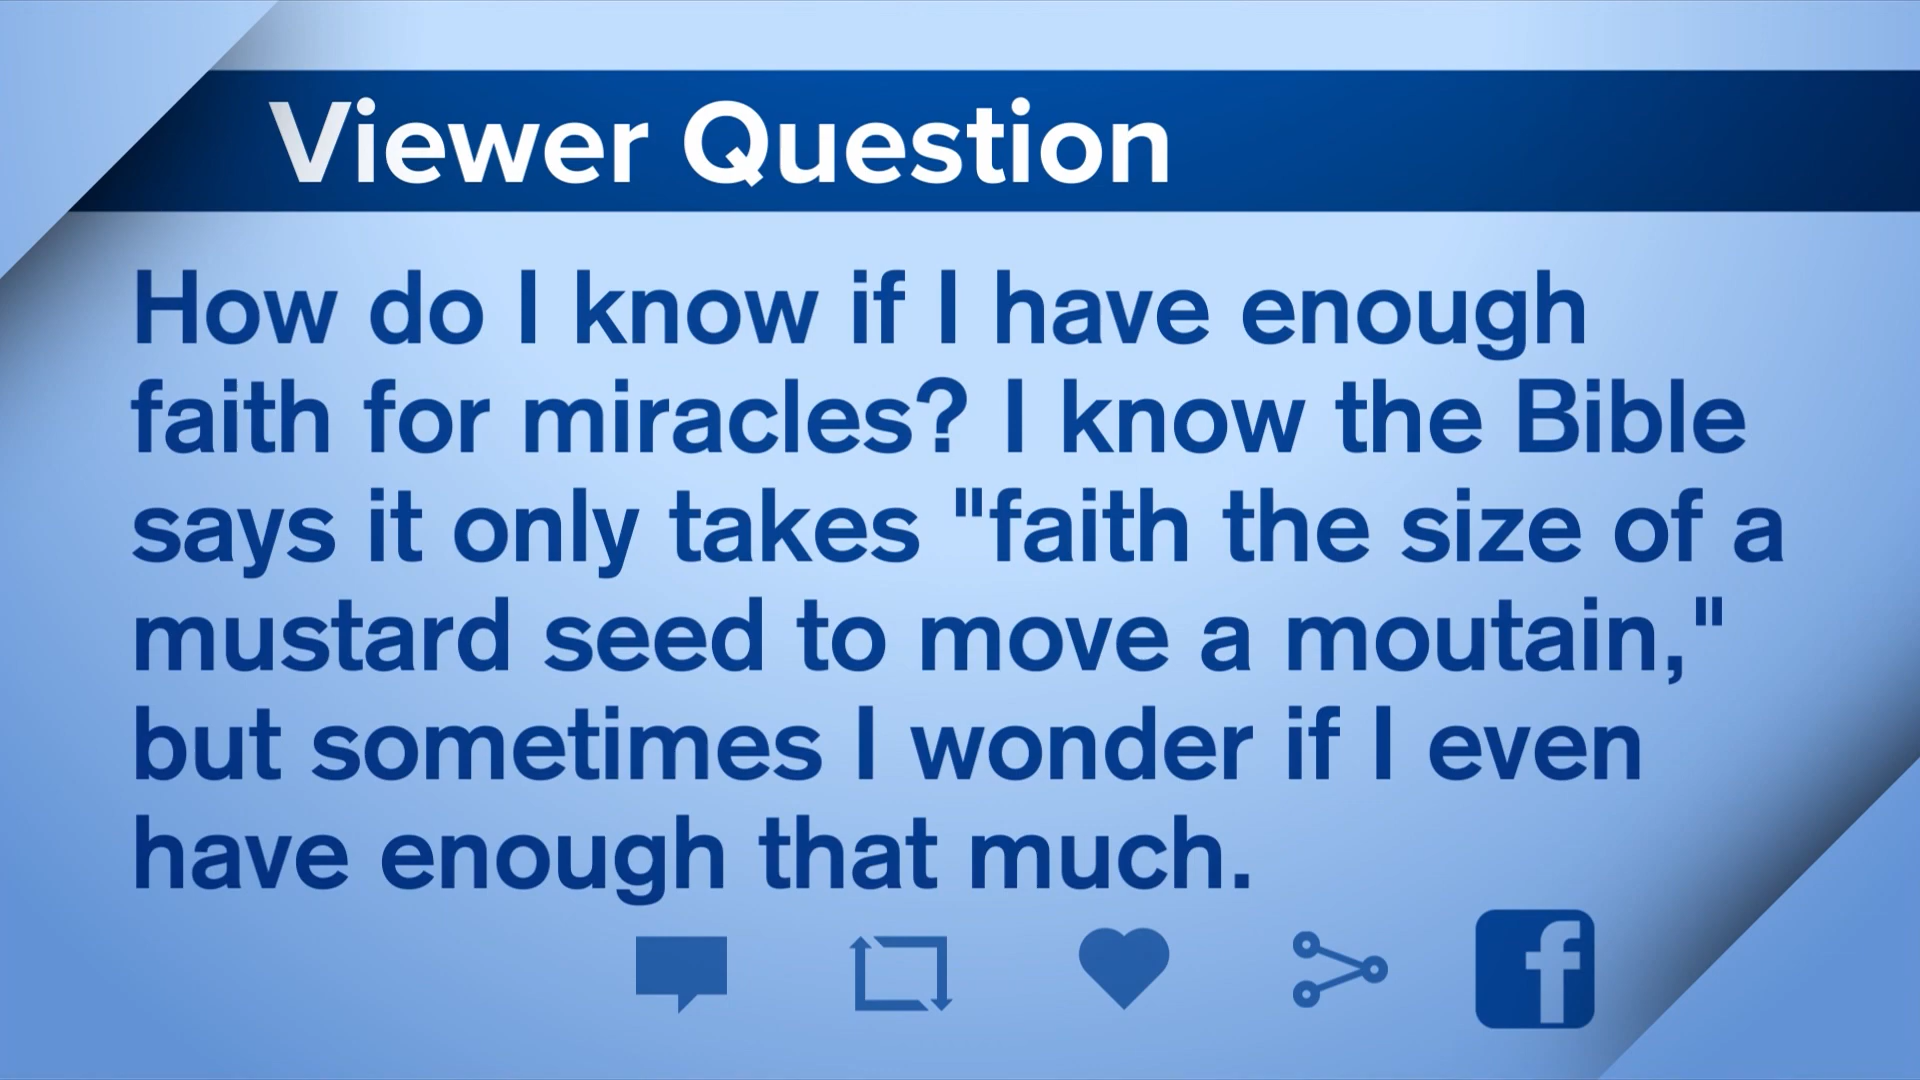 Viewer Question
How do I know if I have enough
faith for miracles? I know the Bible
says it only takes "faith the size of a
mustard seed to move a moutain,"
but sometimes I wonder if I even
have enough that much.
f